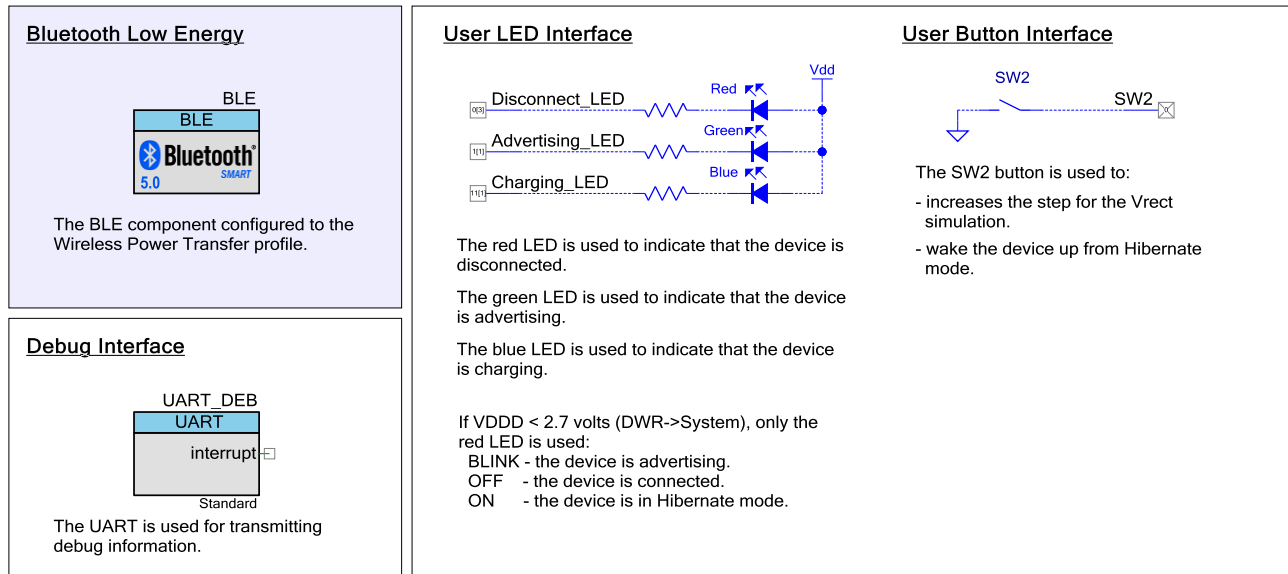 Bluetooth Low Energy
BLE
BLE
Bluetooth®
SMART
5.0
The BLE component configured to the
Wireless Power Transfer profile.
Debug Interface
UART_DEB
UART
interrupt
Standard
The UART is used for transmitting
debug information.
User LED Interface
Vdd
Red
0[3]
Disconnect_LED
Green
1[1]
Advertising_LED
Blue
11[1]
Charging_LED
The red LED is used to indicate that the device is
disconnected.
The green LED is used to indicate that the device
is advertising.
The blue LED is used to indicate that the device
is charging.
If VDDD < 2.7 volts (DWR->System), only the
red LED is used:
BLINK - the device is advertising.
OFF - the device is connected.
ON - the device is in Hibernate mode.
User Button Interface
SW2
SW2
The SW2 button is used to:
- increases the step for the Vrect
simulation.
- wake the device up from Hibernate
mode.